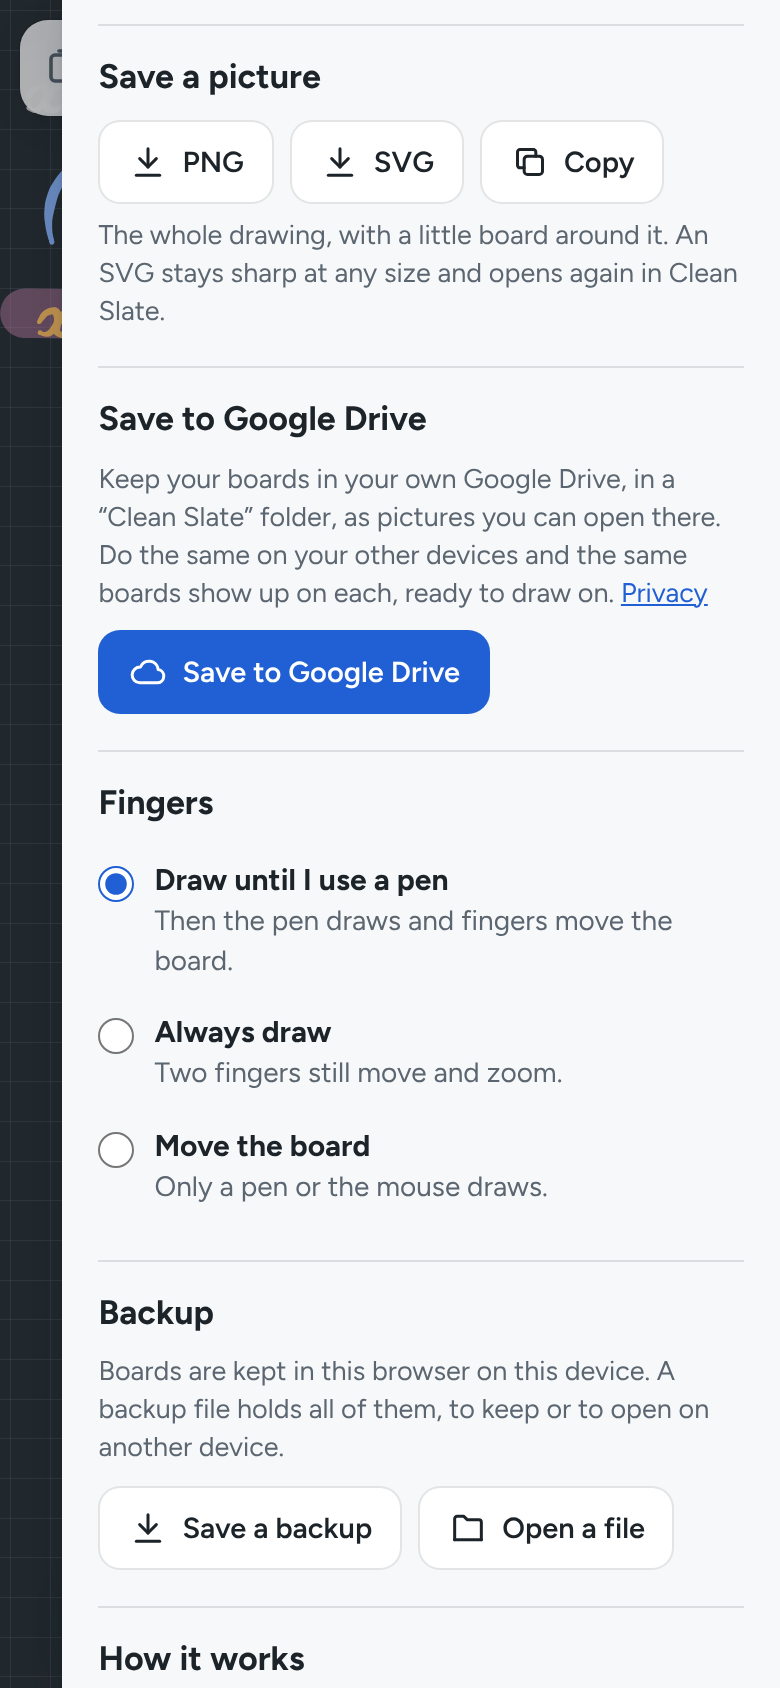 Save a picture
PNG
SVG
Copy
The whole drawing, with a little board around it. An
SVG stays sharp at any size and opens again in Clean
Slate.
Save to Google Drive
Keep your boards in your own Google Drive, in a
“Clean Slate” folder, as pictures you can open there.
Do the same on your other devices and the same
boards show up on each, ready to draw on. Privacy
Save to Google Drive
Fingers
Draw until I use a pen
Then the pen draws and fingers move the
board.
Always draw
Two fingers still move and zoom.
Move the board
Only a pen or the mouse draws.
Backup
Boards are kept in this browser on this device. A
backup file holds all of them, to keep or to open on
another device.
Save a backup
Open a file
How it works